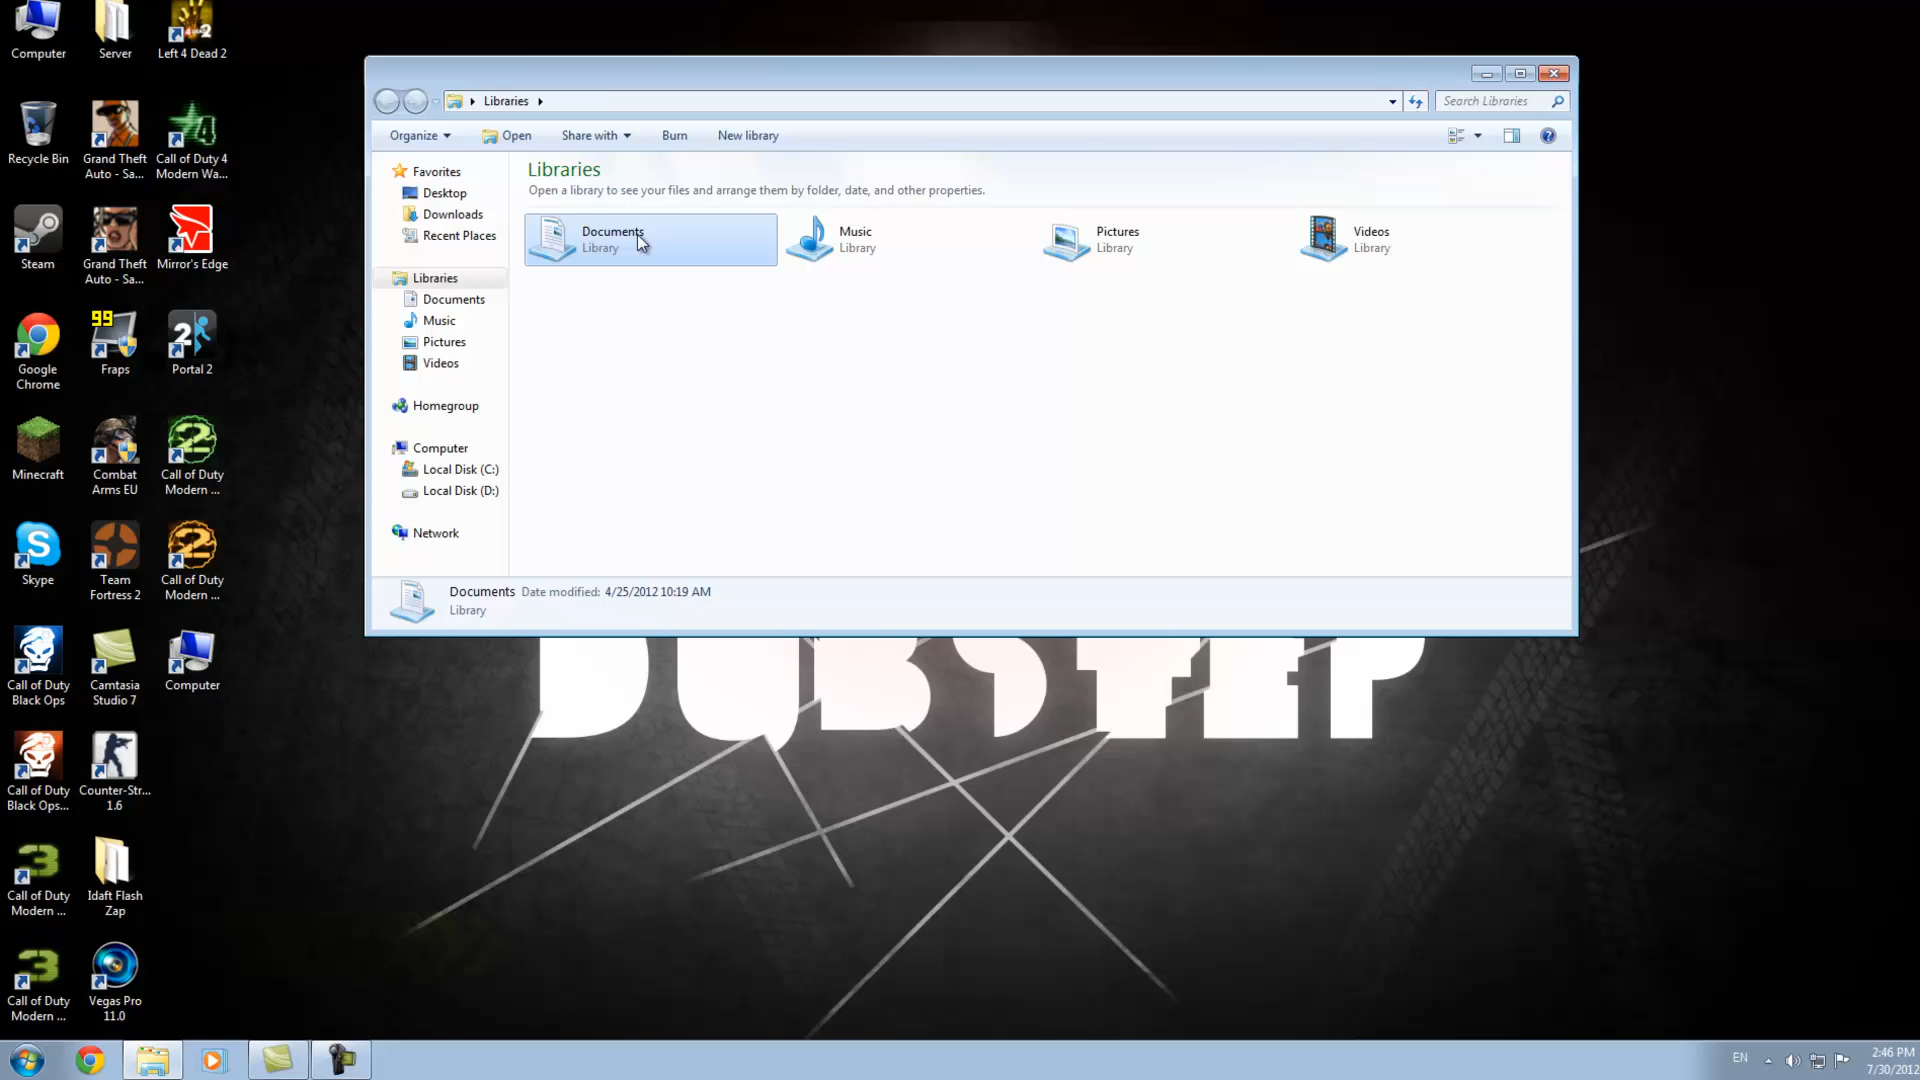 Computer
Server
Left 4 Dead 2
Recycle Bin
Grand Theft
Auto - Sa...
Call of Duty 4
Modern Wa...
Steam
Grand Theft
Auto - Sa...
Mirror's Edge
Google
Chrome
99
Fraps
2
Portal 2
Minecraft
Combat
Arms EU
Call of Duty
Modern ...
Skype
Team
Fortress 2
Call of Duty
Modern ...
Call of Duty
Black Ops
Camtasia
Studio 7
Computer
Call of Duty
Black Ops...
Counter-Str...
1.6
Call of Duty
Modern ...
Idaft Flash
Zap
Call of Duty
Modern ...
Vegas Pro
11.0
Libraries
Search Libraries
Organize
Open
Share with
Burn
New library
Favorites
Desktop
Downloads
Recent Places
Libraries
Documents
Music
Pictures
Videos
Homegroup
Computer
Local Disk (C:)
Local Disk (D:)
Network
Libraries
Open a library to see your files and arrange them by folder, date, and other properties.
Documents
Library
Music
Library
Pictures
Library
Videos
Library
Documents Date modified: 4/25/2012 10:19 AM
Library
DUBSTEP
EN
2:46 PM
7/30/2012